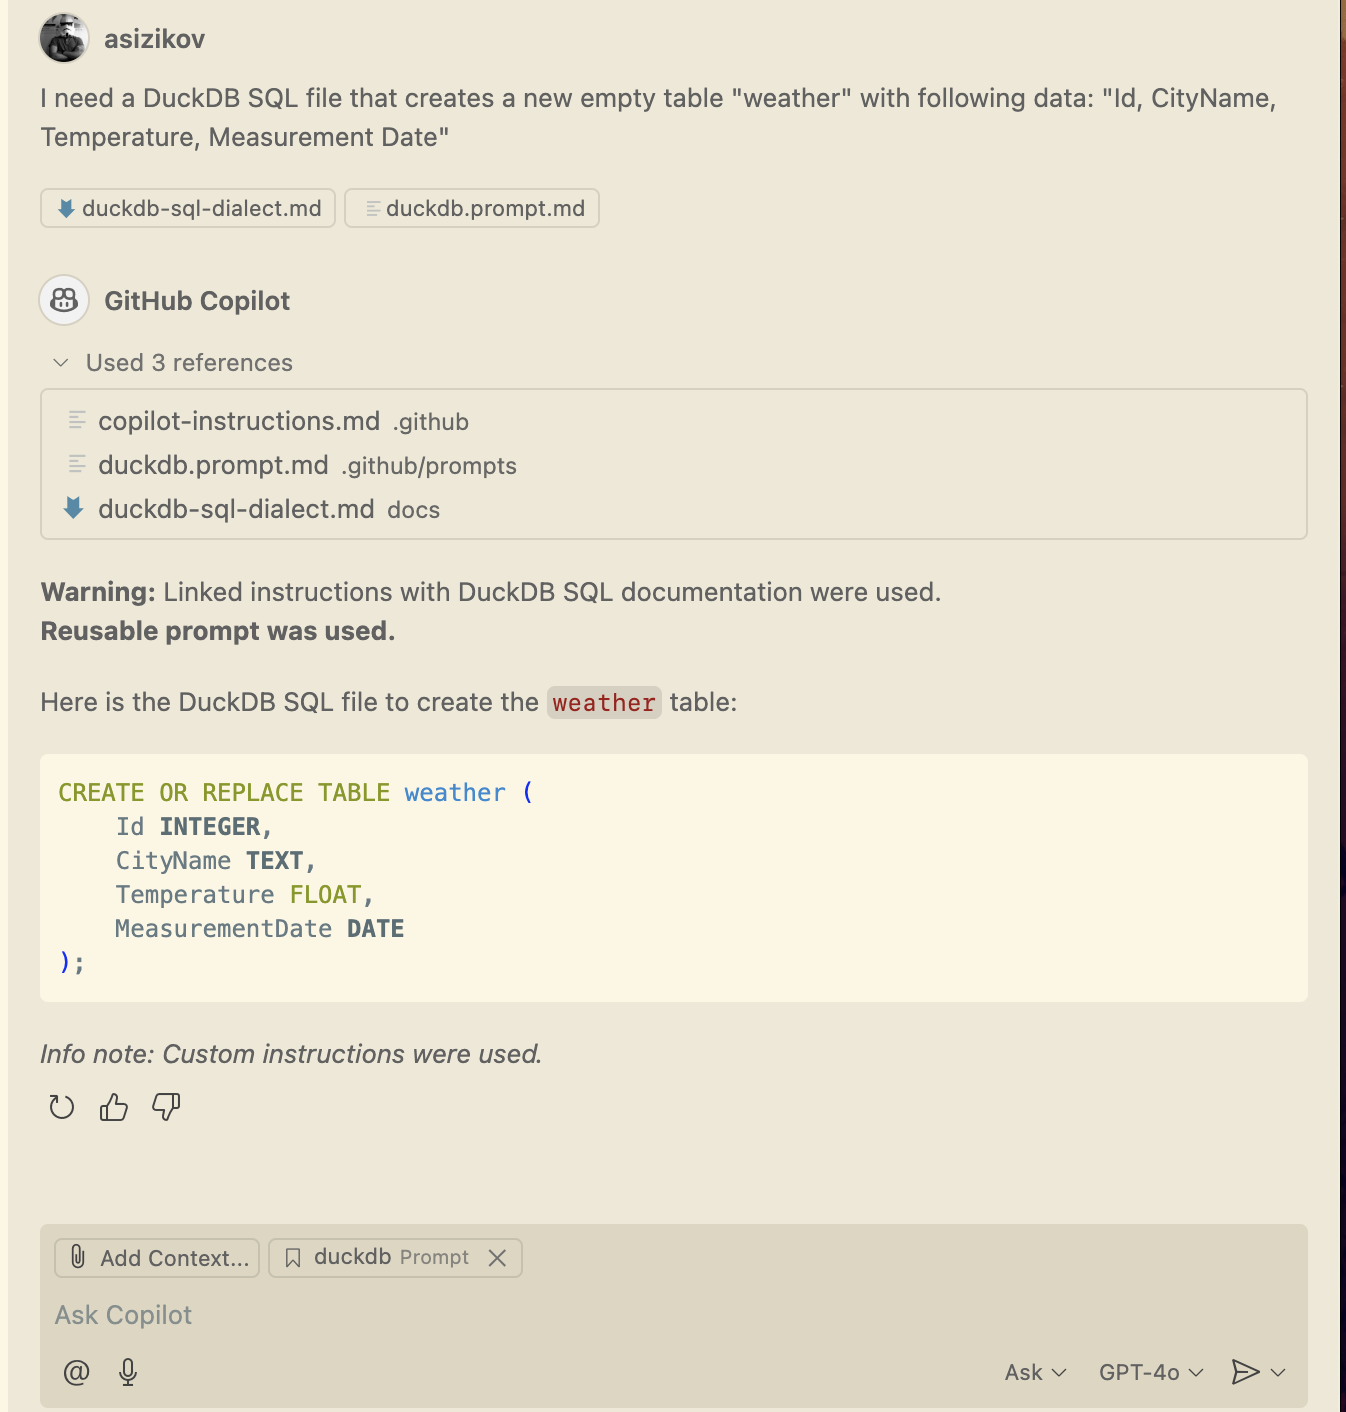 asizikov
I need a DuckDB SQL file that creates a new empty table "weather" with following data: "Id, CityName,
Temperature, Measurement Date"
duckdb-sql-dialect.md duckdb.prompt.md
GitHub Copilot
Used 3 references
copilot-instructions.md .github
duckdb.prompt.md .github/prompts
duckdb-sql-dialect.md docs
Warning: Linked instructions with DuckDB SQL documentation were used.
Reusable prompt was used.
Here is the DuckDB SQL file to create the weather table:
CREATE OR REPLACE TABLE weather (
    Id INTEGER,
    CityName TEXT,
    Temperature FLOAT,
    MeasurementDate DATE
);
Info note: Custom instructions were used.
Add Context... duckdb Prompt
Ask Copilot
@ Ask GPT-4o